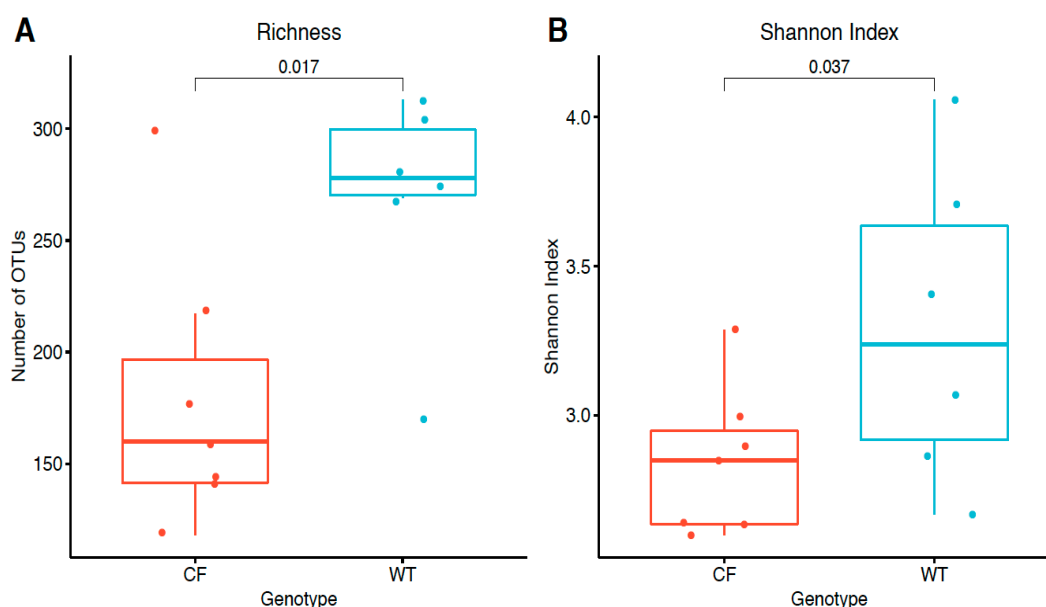 A
Richness
0.017
300
250
200
150
Number of OTUs
CF
WT
Genotype
B
Shannon Index
0.037
4.0
3.5
3.0
Shannon Index
CF
WT
Genotype